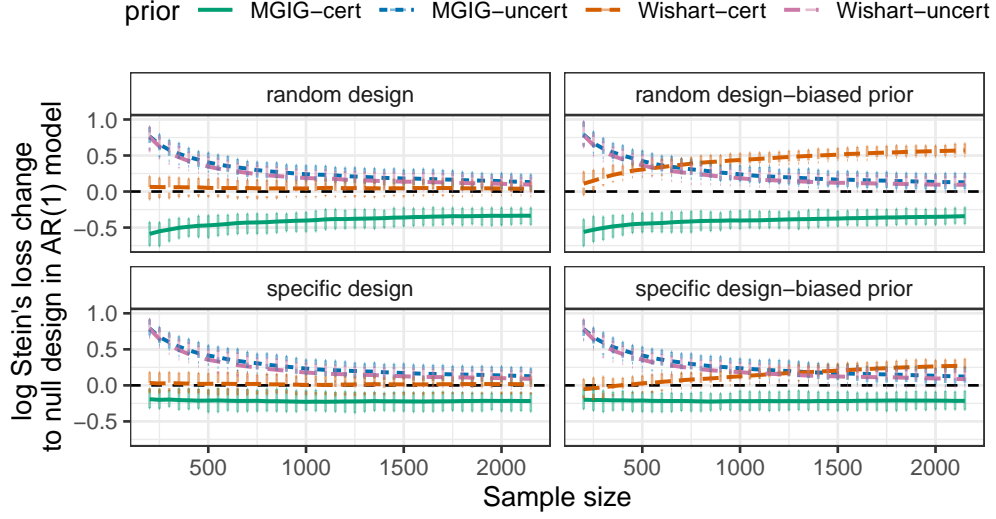 prior MGIG−cert MGIG−uncert Wishart−cert Wishart−uncert
random design
random design−biased prior
1.0
0.5
0.0
−0.5
specific design
specific design−biased prior
1.0
0.5
0.0
−0.5
log Stein's loss change
to null design in AR(1) model
500 1000 1500 2000
500 1000 1500 2000
Sample size